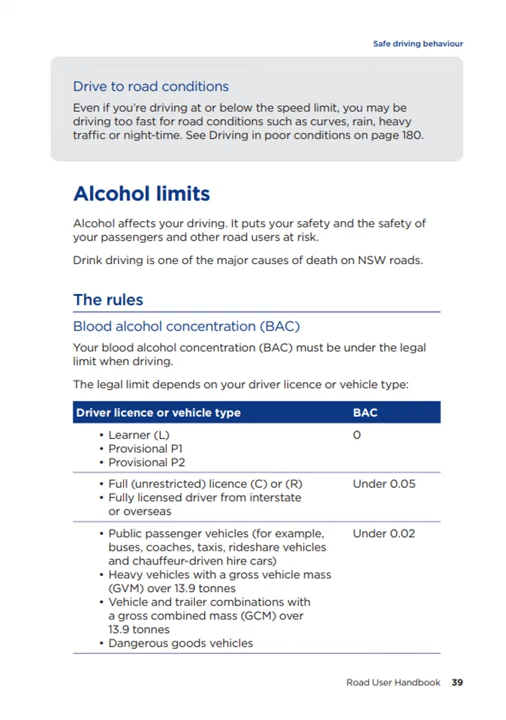 Safe driving behaviour
Drive to road conditions
Even if you're driving at or below the speed limit, you may be
driving too fast for road conditions such as curves, rain, heavy
traffic or night-time. See Driving in poor conditions on page 180.
Alcohol limits
Alcohol affects your driving. It puts your safety and the safety of
your passengers and other road users at risk.
Drink driving is one of the major causes of death on NSW roads.
The rules
Blood alcohol concentration (BAC)
Your blood alcohol concentration (BAC) must be under the legal
limit when driving.
The legal limit depends on your driver licence or vehicle type:
Driver licence or vehicle type BAC
• Learner (L) 0
• Provisional P1
• Provisional P2
• Full (unrestricted) licence (C) or (R) Under 0.05
• Fully licensed driver from interstate
or overseas
• Public passenger vehicles (for example, Under 0.02
buses, coaches, taxis, rideshare vehicles
and chauffeur-driven hire cars)
• Heavy vehicles with a gross vehicle mass
(GVM) over 13.9 tonnes
• Vehicle and trailer combinations with
a gross combined mass (GCM) over
13.9 tonnes
• Dangerous goods vehicles
Road User Handbook 39